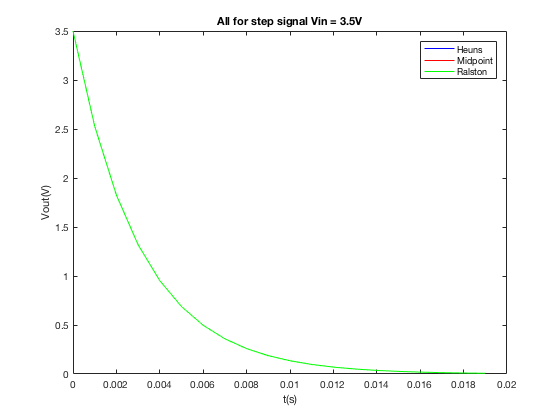 All for step signal Vin = 3.5V
Heuns
Midpoint
Ralston
3.5
3
2.5
2
1.5
1
0.5
0
Vout(V)
0 0.002 0.004 0.006 0.008 0.01 0.012 0.014 0.016 0.018 0.02
t(s)